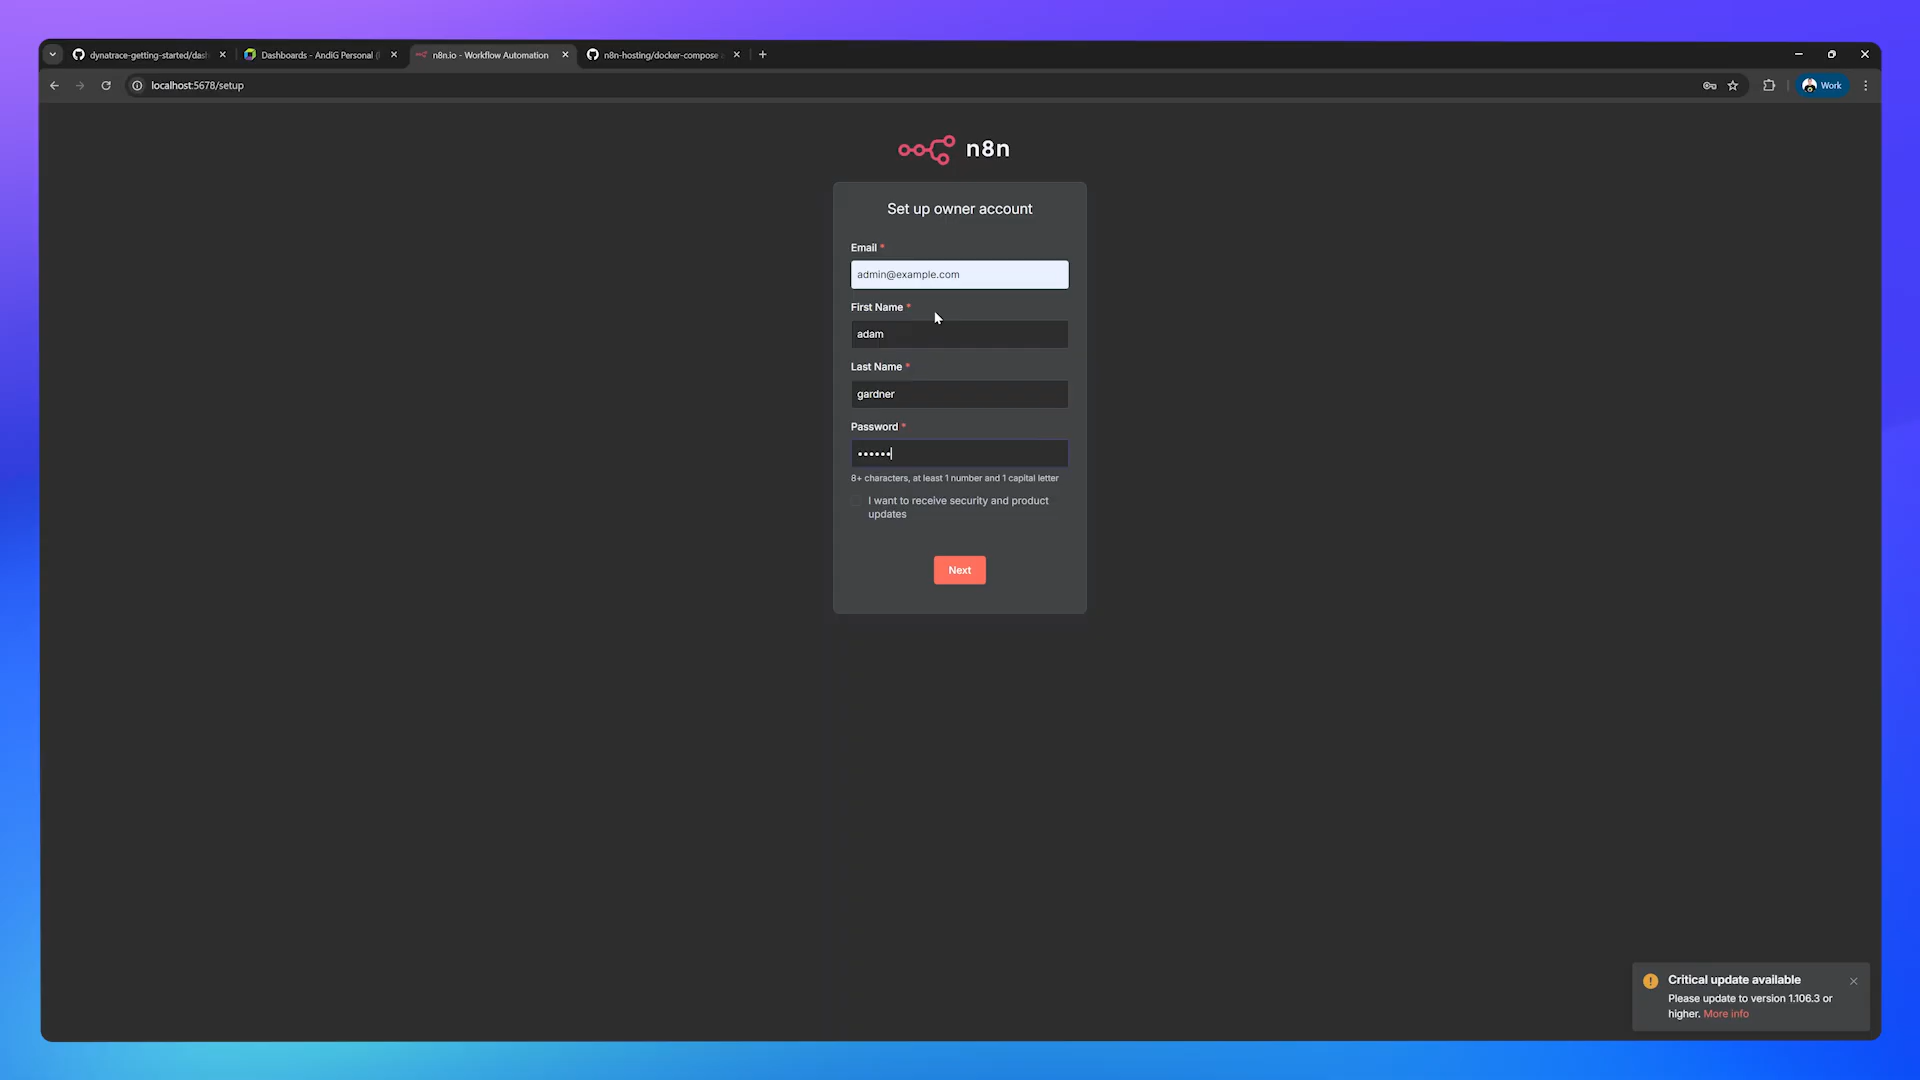 dynatrace-getting-started/das
Dashboards - AndiG Personal
n8n.io - Workflow Automation
n8n-hosting/docker-compose
localhost:5678/setup
Work
n8n
Set up owner account
Email *
admin@example.com
First Name *
adam
Last Name *
gardner
Password *
••••••
8+ characters, at least 1 number and 1 capital letter
I want to receive security and product
updates
Next
Critical update available
Please update to version 1.106.3 or
higher. More info